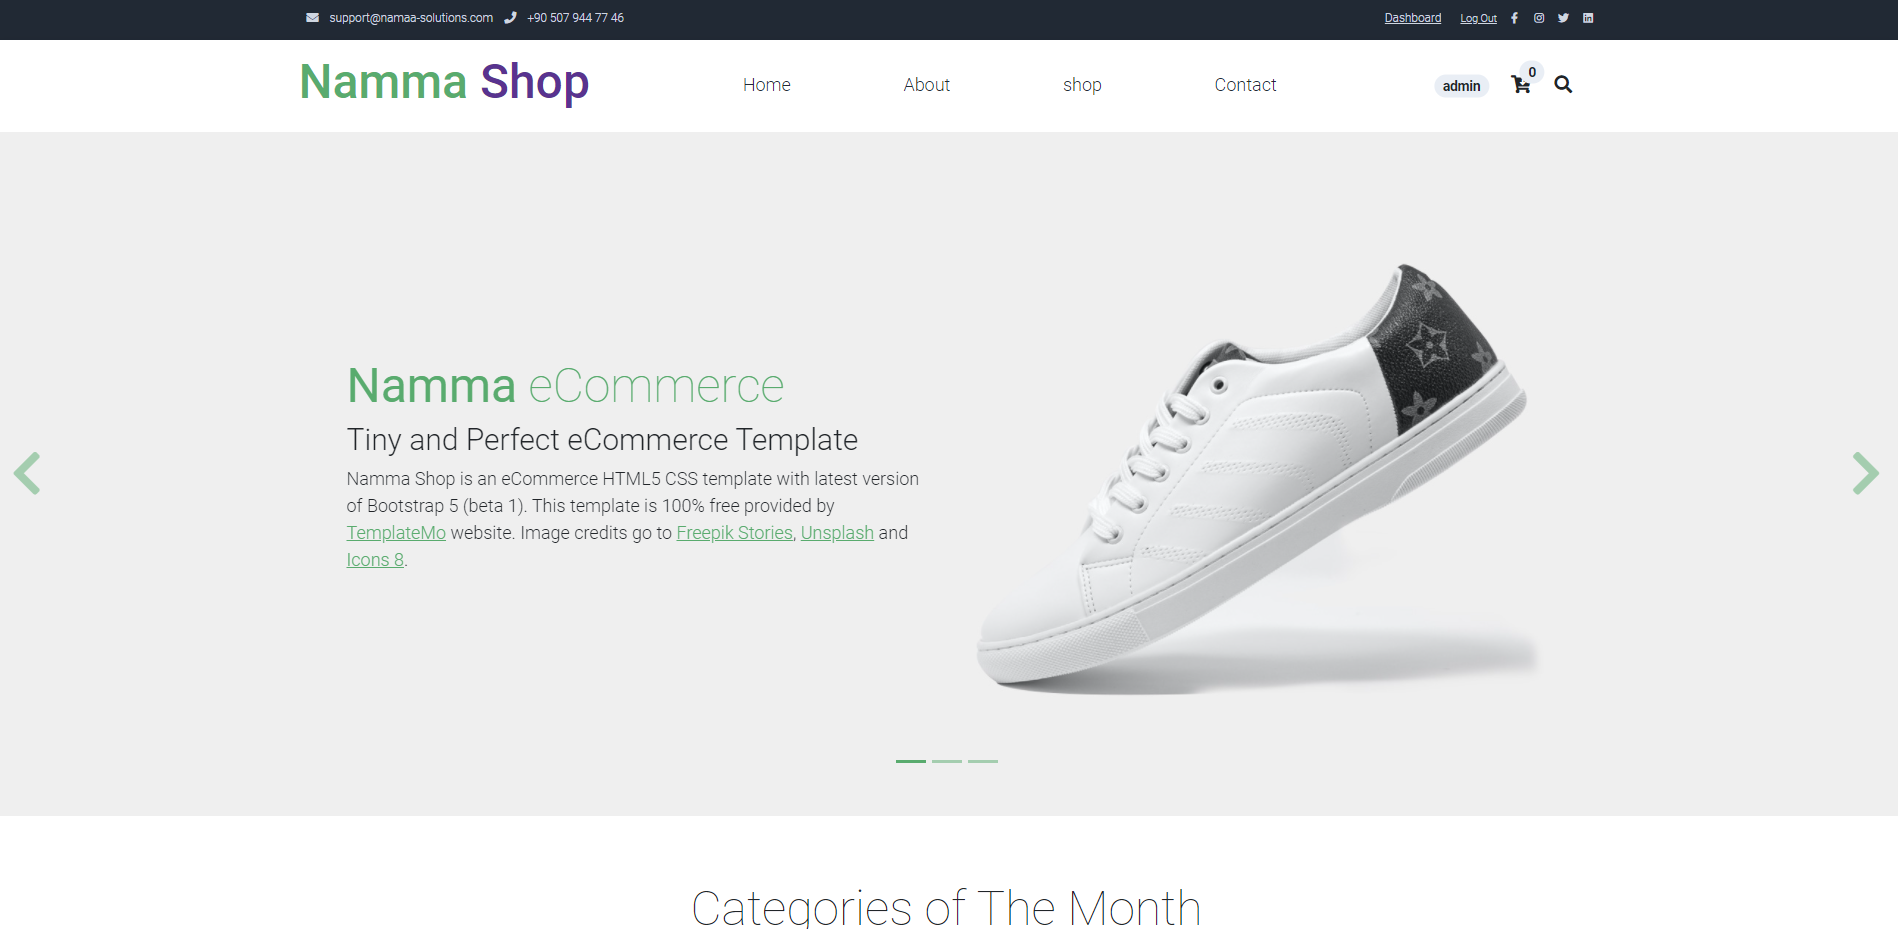 support@namaa-solutions.com +90 507 944 77 46 Dashboard Log Out
Namma Shop Home About shop Contact admin 0
Namma eCommerce
Tiny and Perfect eCommerce Template
Namma Shop is an eCommerce HTML5 CSS template with latest version
of Bootstrap 5 (beta 1). This template is 100% free provided by
TemplateMo website. Image credits go to Freepik Stories, Unsplash and
Icons 8.
Categories of The Month